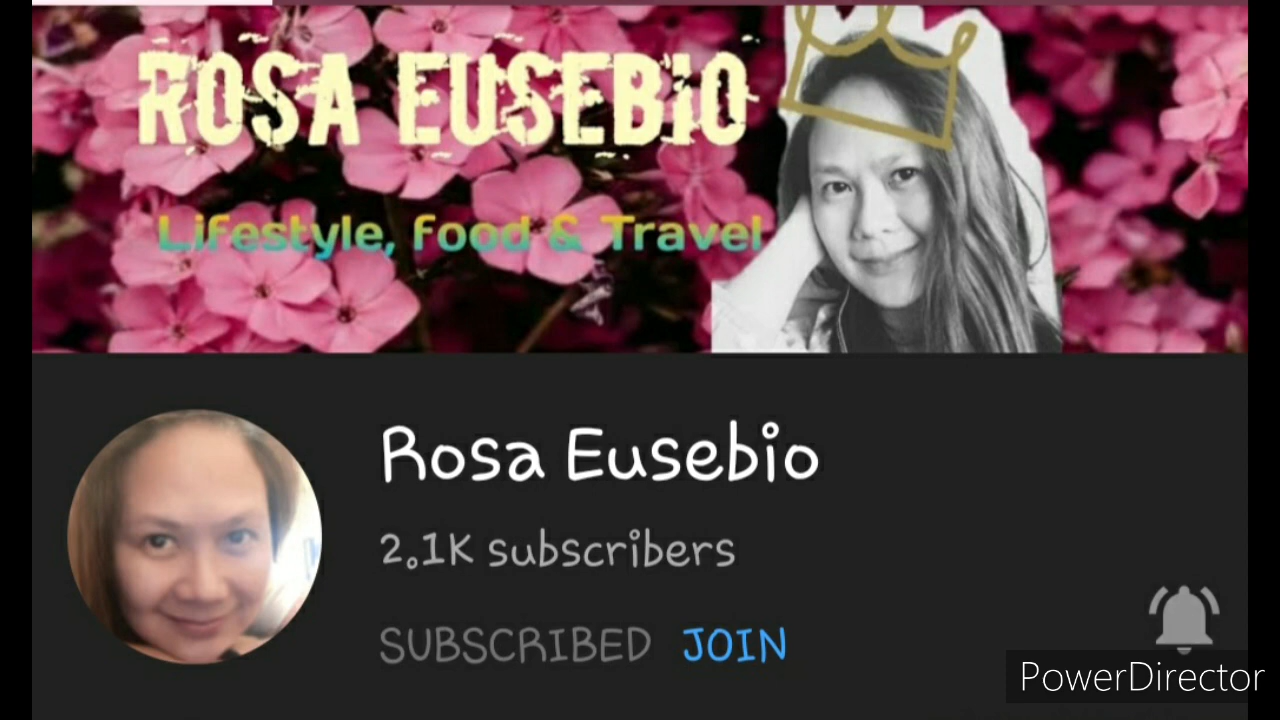 ROSA EUSEBIO
Lifestyle, food & Travel
Rosa Eusebio
2.1K subscribers
SUBSCRIBED JOIN
PowerDirector